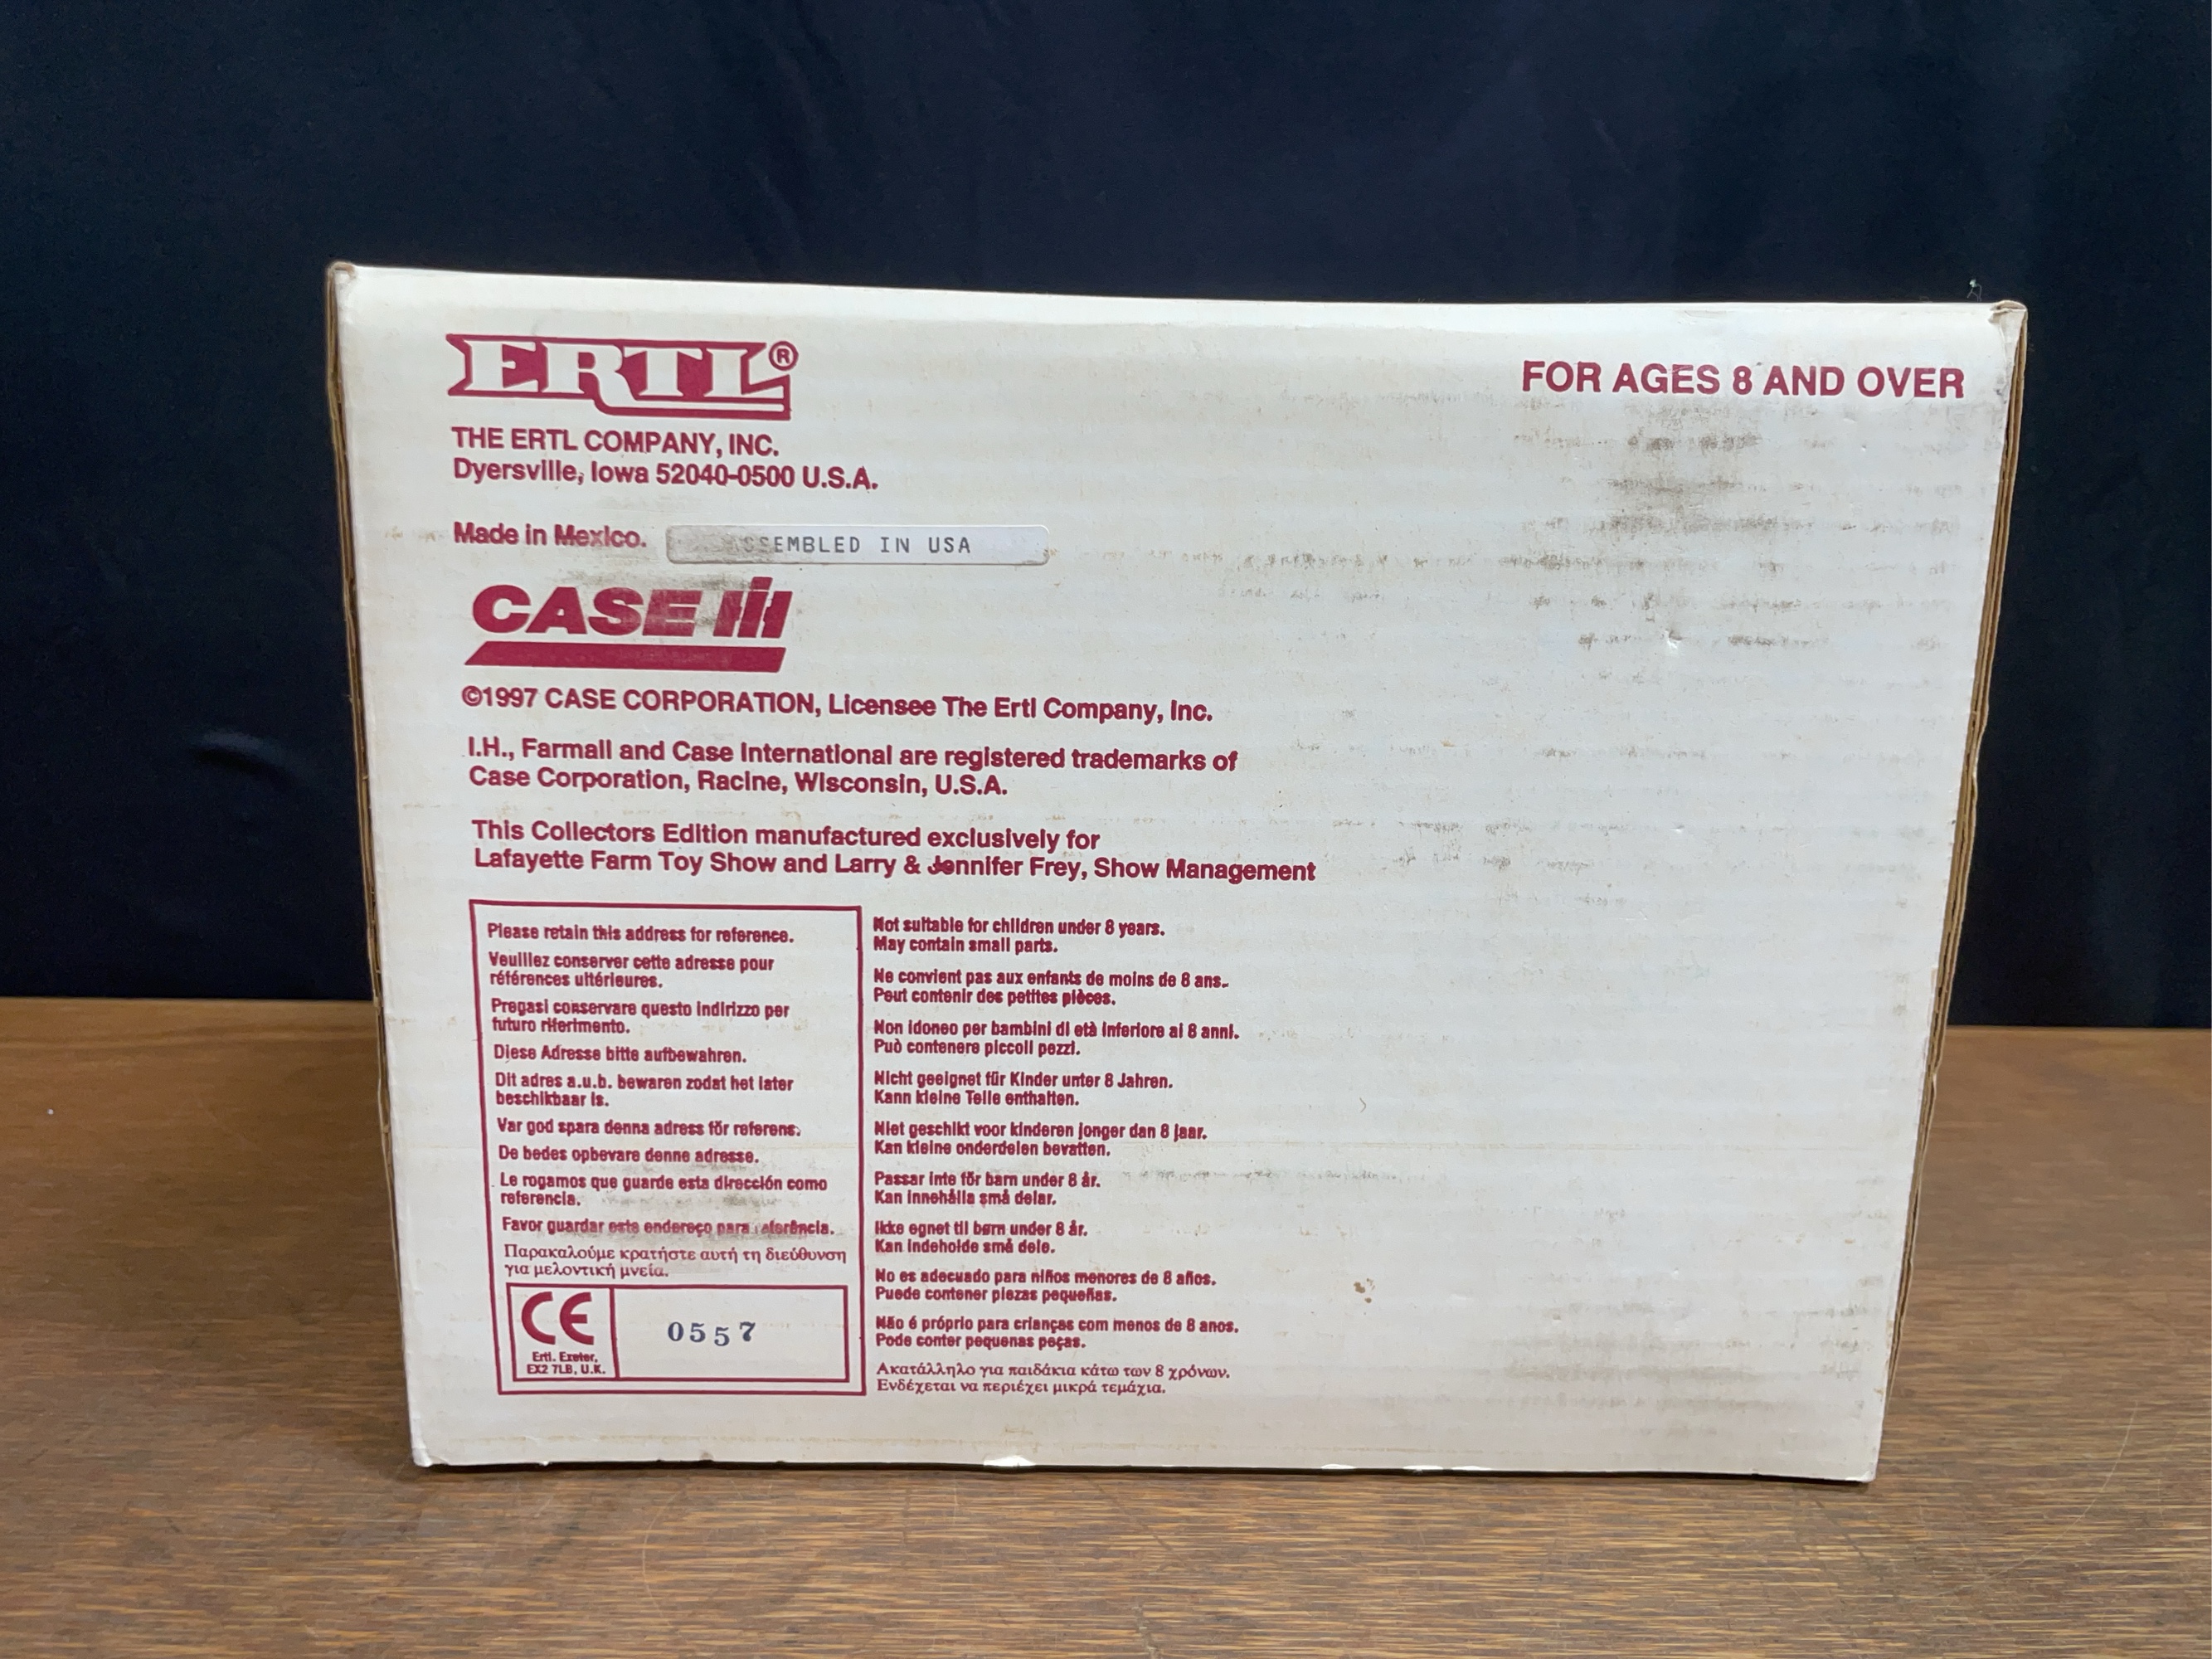 ERTL®
FOR AGES 8 AND OVER
THE ERTL COMPANY, INC.
Dyersville, Iowa 52040-0500 U.S.A.
Made in Mexico. ASSEMBLED IN USA
CASE IH
©1997 CASE CORPORATION, Licensee The Ertl Company, Inc.
I.H., Farmall and Case International are registered trademarks of
Case Corporation, Racine, Wisconsin, U.S.A.
This Collectors Edition manufactured exclusively for
Lafayette Farm Toy Show and Larry & Jennifer Frey, Show Management
Please retain this address for reference.
Veuillez conserver cette adresse pour
références ultérieures.
Pregasi conservare questo indirizzo per
futuro riferimento.
Diese Adresse bitte aufbewahren.
Dit adres a.u.b. bewaren zodat het later
beschikbaar is.
Var god spara denna adress för referens.
De bedes opbevare denne adresse.
Le rogamos que guarde esta dirección como
referencia.
Favor guardar este endereço para referência.
Παρακαλούμε κρατήστε αυτή τη διεύθυνση
για μελοντική μνεία.
CE
Ertl. Exeter,
EX2 7LB, U.K.
0557
Not suitable for children under 8 years.
May contain small parts.
Ne convient pas aux enfants de moins de 8 ans.
Peut contenir des petites pièces.
Non idoneo per bambini di età inferiore ai 8 anni.
Può contenere piccoli pezzi.
Nicht geeignet für Kinder unter 8 Jahren.
Kann kleine Teile enthalten.
Niet geschikt voor kinderen jonger dan 8 jaar.
Kan kleine onderdelen bevatten.
Passar inte för barn under 8 år.
Kan innehålla små delar.
Ikke egnet til børn under 8 år.
Kan indeholde små dele.
No es adecuado para niños menores de 8 años.
Puede contener piezas pequeñas.
Não é próprio para crianças com menos de 8 anos.
Pode conter pequenas peças.
Ακατάλληλο για παιδάκια κάτω των 8 χρόνων.
Ενδέχεται να περιέχει μικρά τεμάχια.